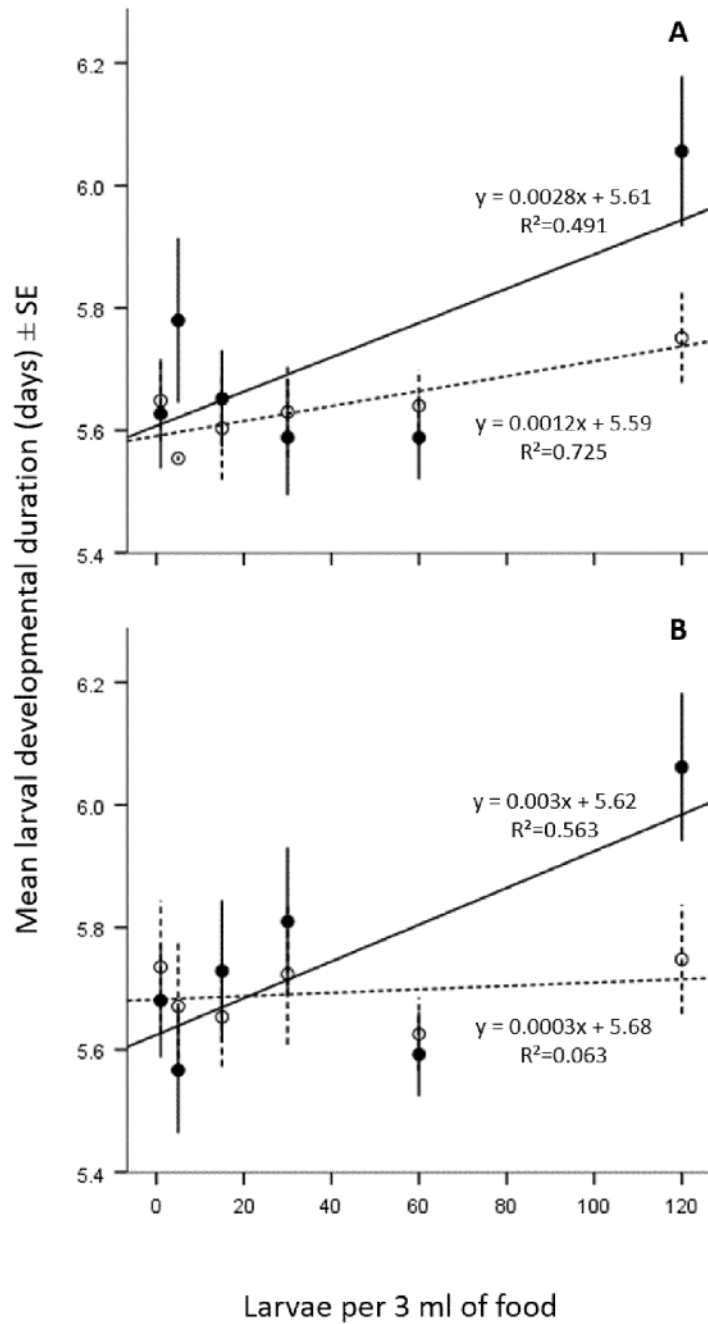 A
6.2
6.0
5.8
5.6
5.4
y = 0.0028x + 5.61
R²=0.491
y = 0.0012x + 5.59
R²=0.725
Mean larval developmental duration (days) ± SE
B
6.2
6.0
5.8
5.6
5.4
y = 0.003x + 5.62
R²=0.563
y = 0.0003x + 5.68
R²=0.063
0 20 40 60 80 100 120
Larvae per 3 ml of food